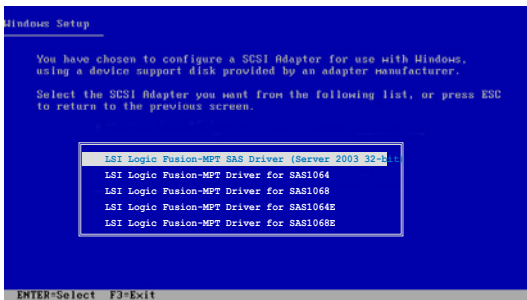 Windows Setup
You have chosen to configure a SCSI Adapter for use with Windows,
using a device support disk provided by an adapter manufacturer.
Select the SCSI Adapter you want from the following list, or press ESC
to return to the previous screen.
LSI Logic Fusion-MPT SAS Driver (Server 2003 32-bit)
LSI Logic Fusion-MPT Driver for SAS1064
LSI Logic Fusion-MPT Driver for SAS1068
LSI Logic Fusion-MPT Driver for SAS1064E
LSI Logic Fusion-MPT Driver for SAS1068E
ENTER=Select F3=Exit